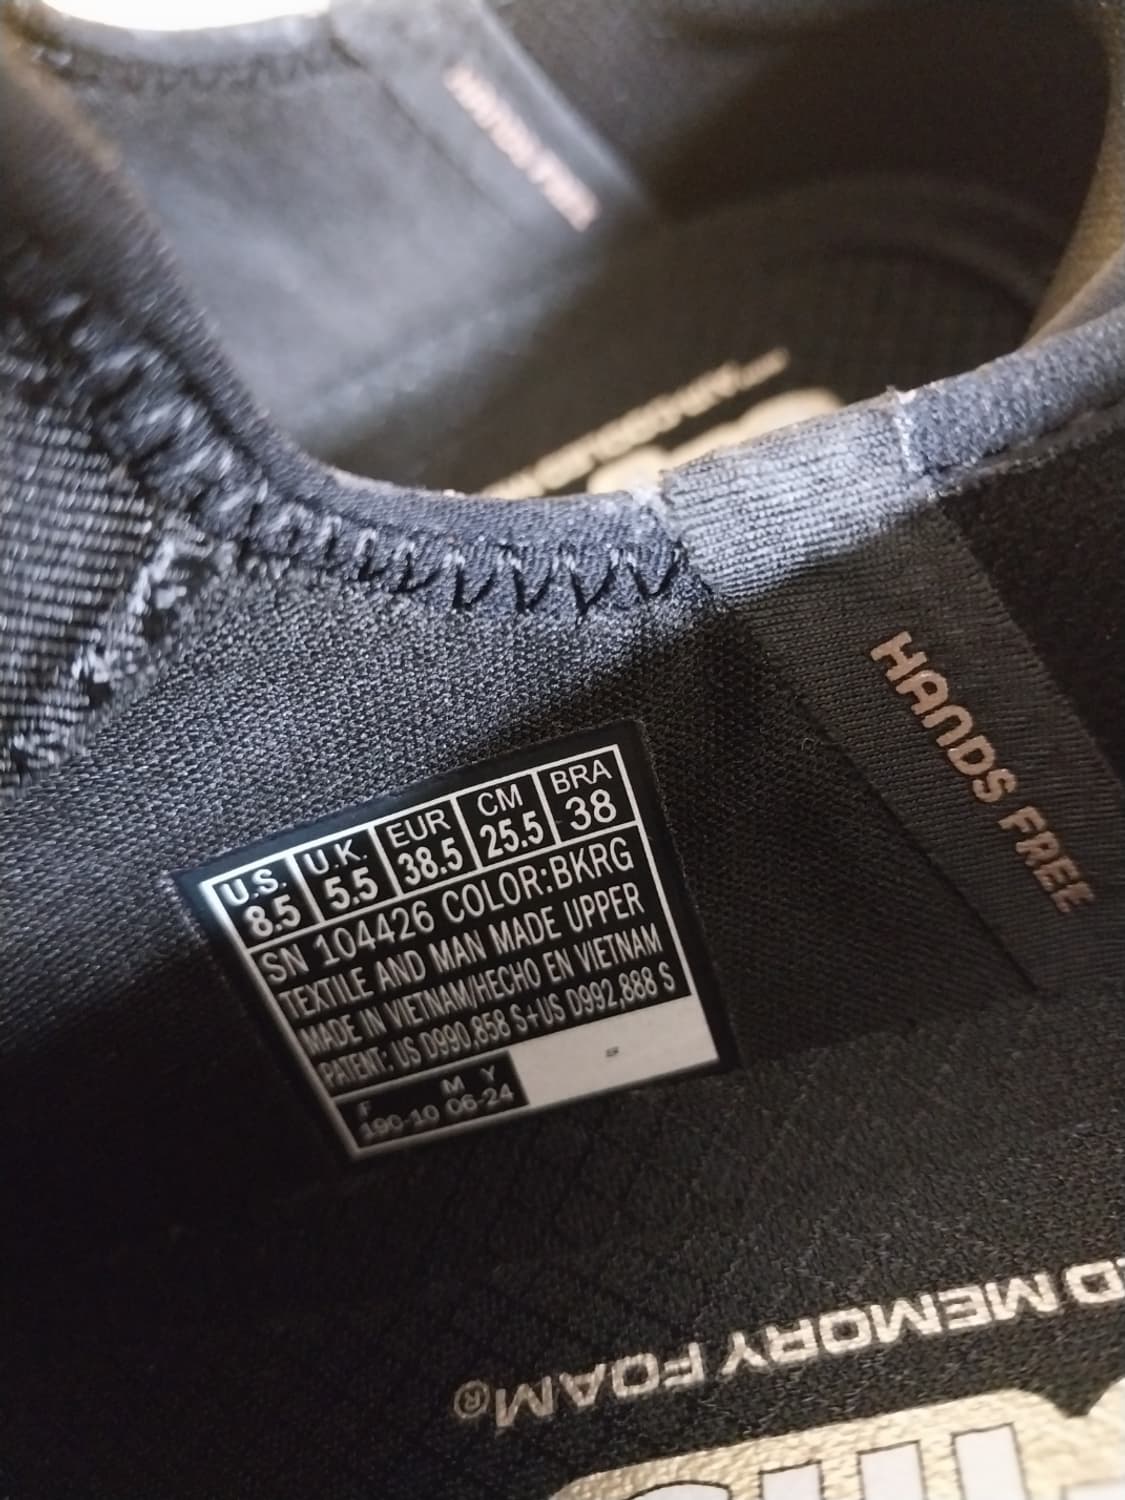 HANDS FREE
U.S. U.K. EUR CM BRA
8.5 5.5 38.5 25.5 38
SN 104426 COLOR:BKRG
TEXTILE AND MAN MADE UPPER
MADE IN VIETNAM/HECHO EN VIETNAM
PATENT: US D990,858 S+US D992,888 S
F M Y
190-10 06-24
MEMORY FOAM®